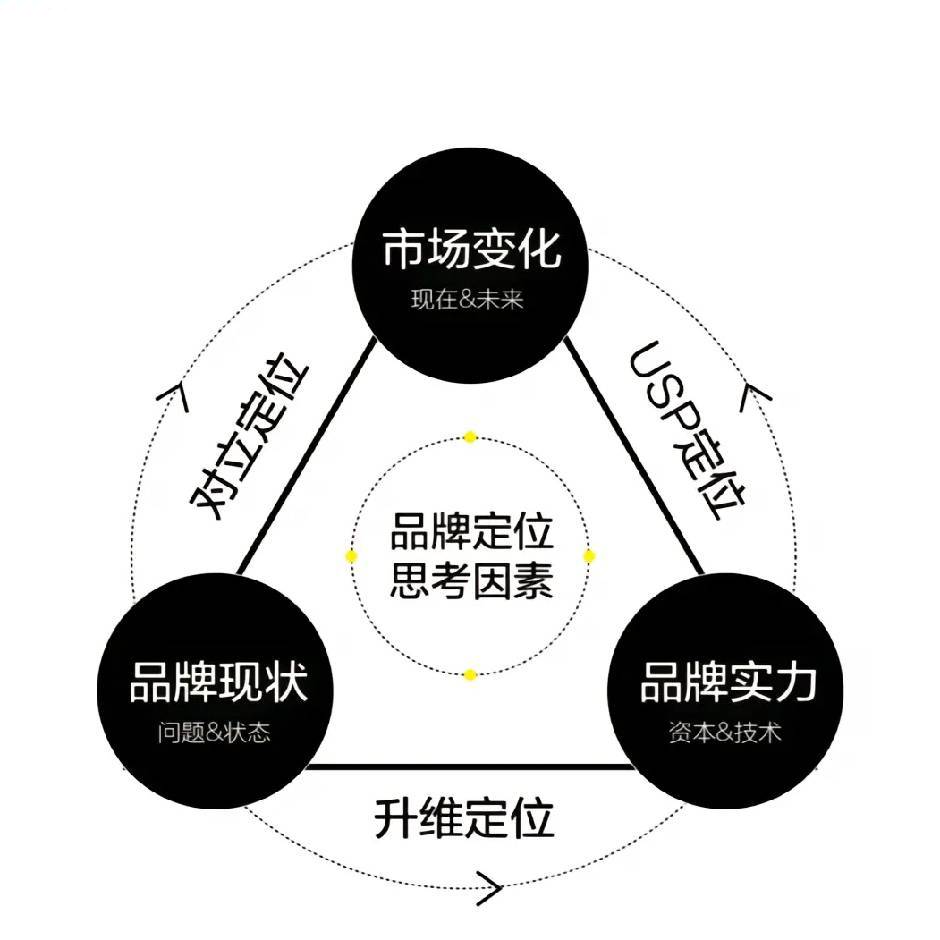 市场变化
现在&未来
对立定位
USP定位
品牌定位
思考因素
品牌现状
问题&状态
品牌实力
资本&技术
升维定位